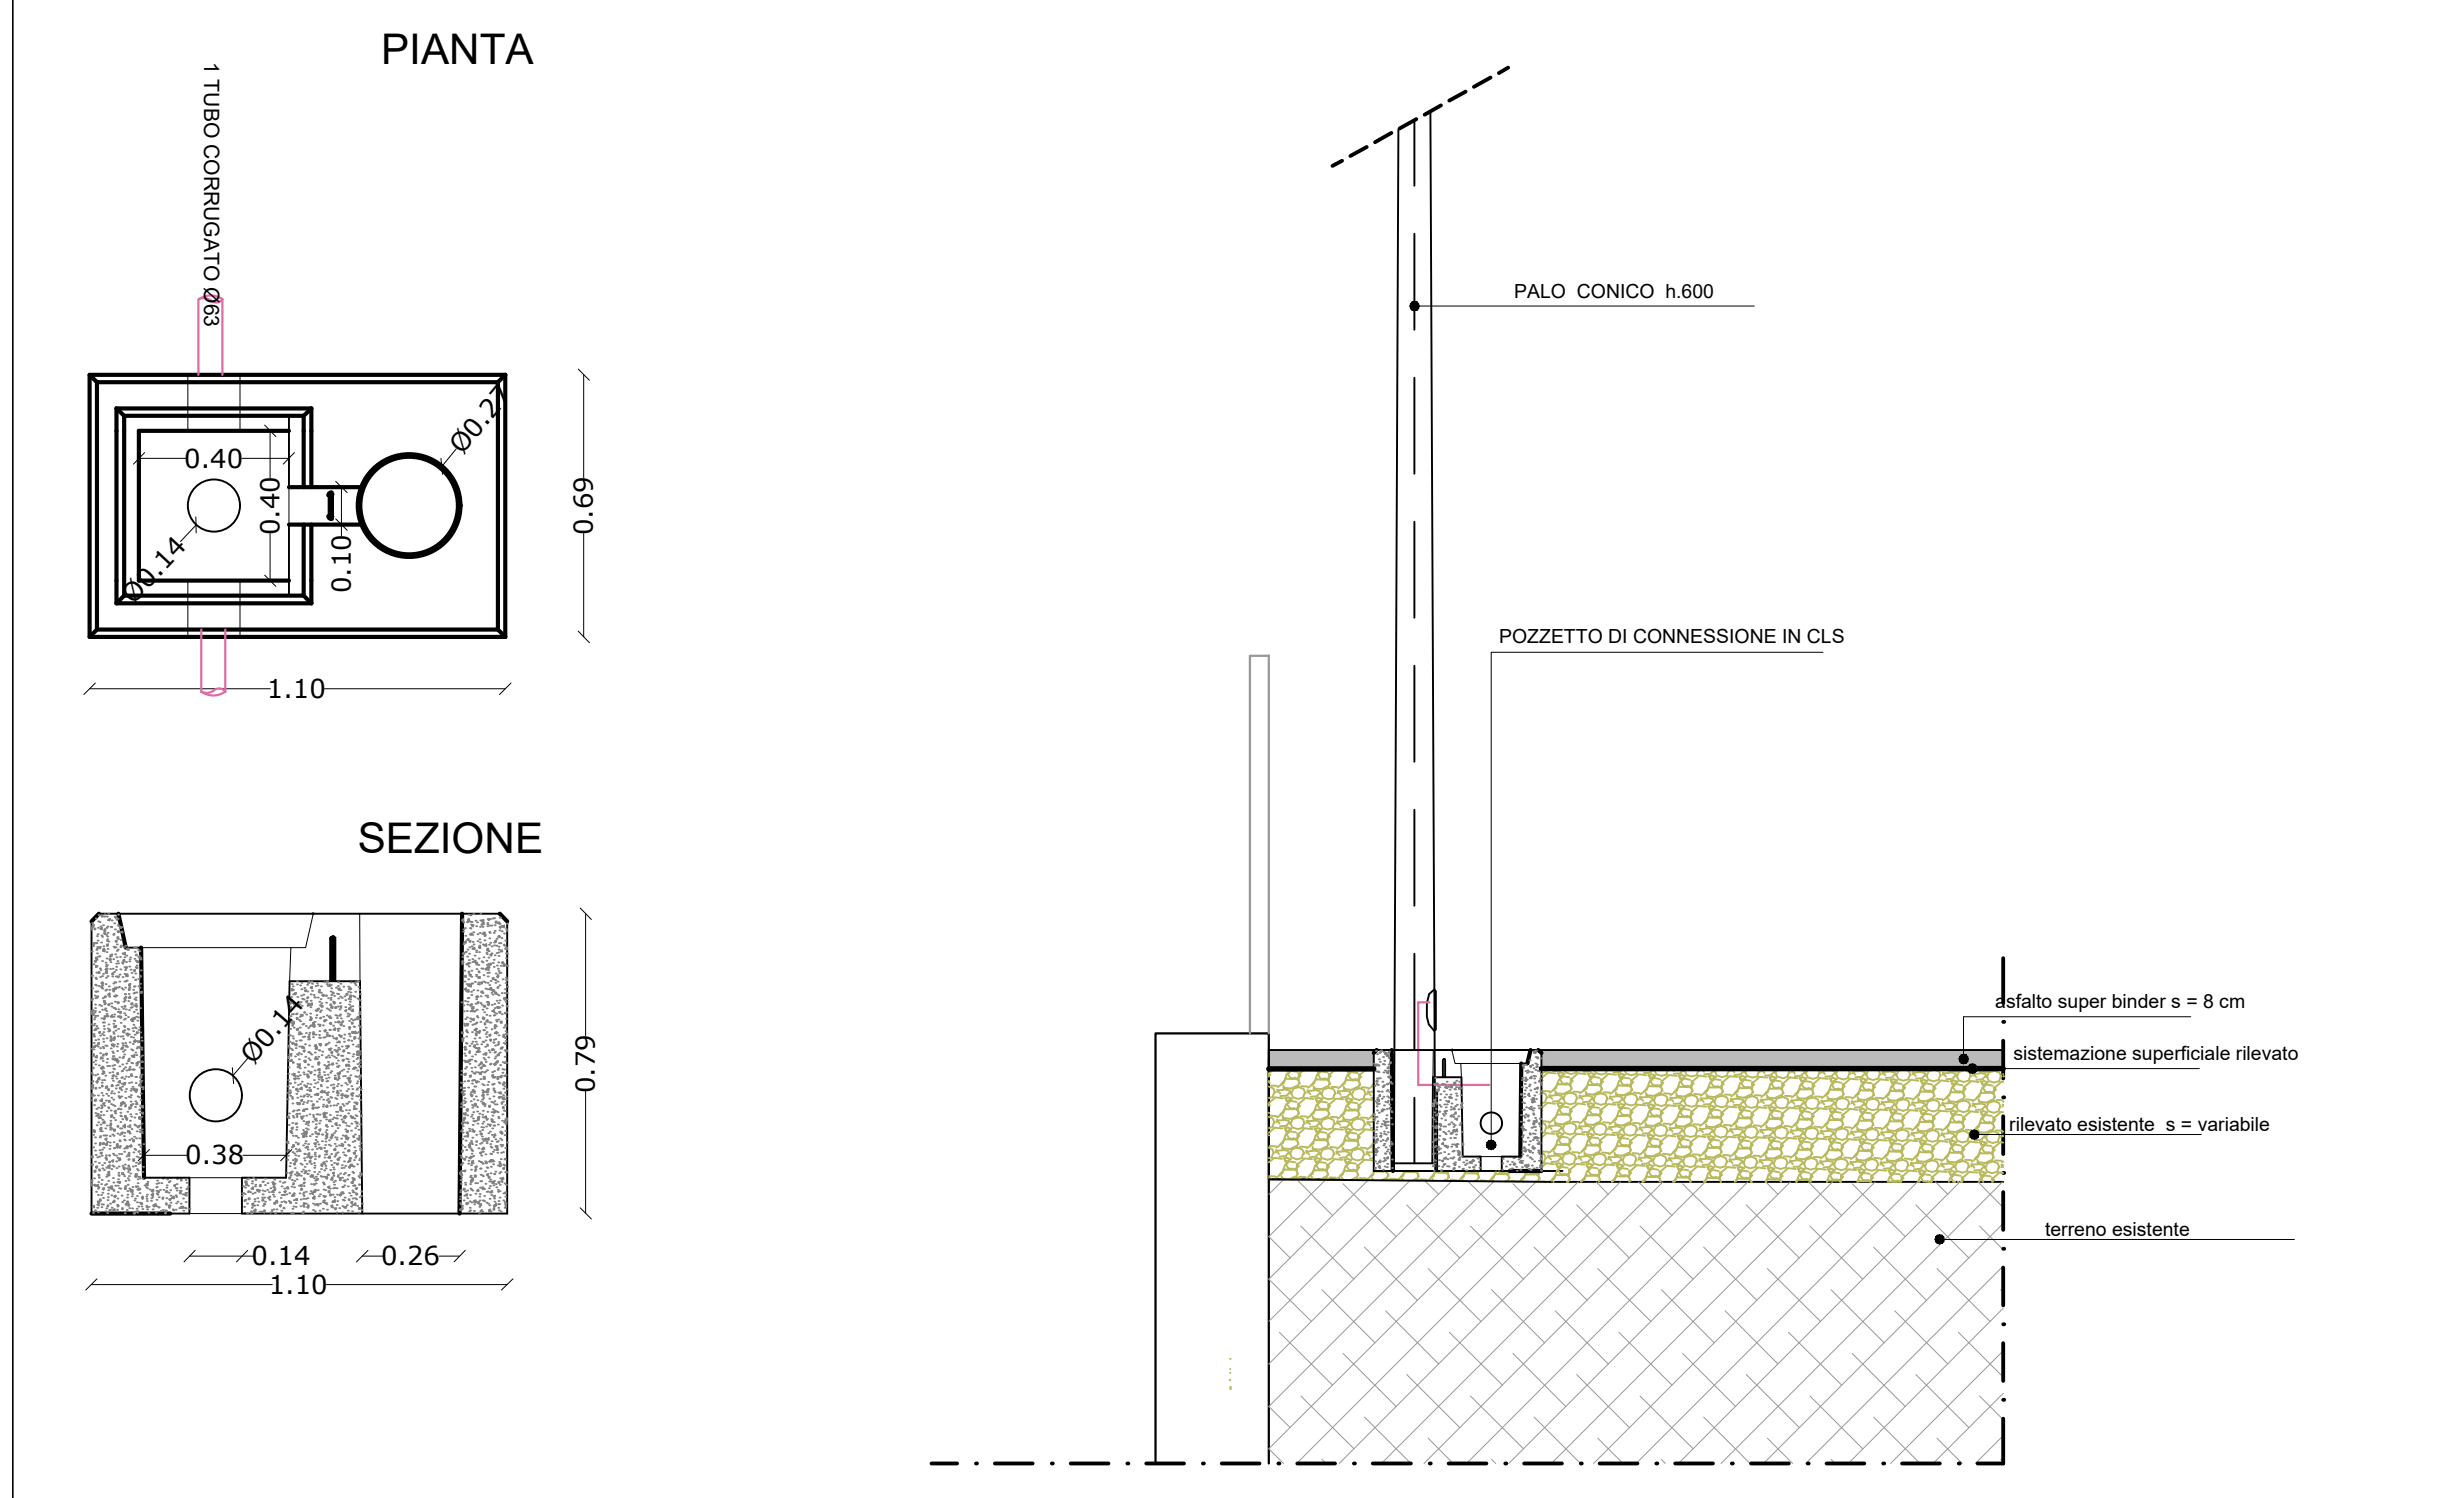 PIANTA
1 TUBO CORRUGATO Ø63
Ø0.27
0.40
0.40
0.69
Ø0.14
0.10
1.10
SEZIONE
Ø0.14
0.79
0.38
0.14
0.26
1.10
PALO CONICO h.600
POZZETTO DI CONNESSIONE IN CLS
asfalto super binder s = 8 cm
sistemazione superficiale rilevato
rilevato esistente s = variabile
terreno esistente